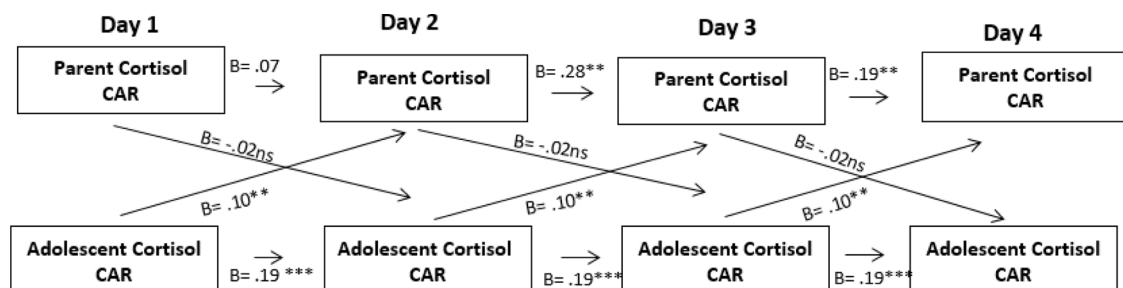 Day 1
Day 2
Day 3
Day 4
Parent Cortisol
CAR
B= .07
Parent Cortisol
CAR
B= .28**
Parent Cortisol
CAR
B= .19**
Parent Cortisol
CAR
B= -.02ns
B= .10**
B= -.02ns
B= .10**
B= -.02ns
B= .10**
Adolescent Cortisol
CAR
B= .19 ***
Adolescent Cortisol
CAR
B= .19***
Adolescent Cortisol
CAR
B= .19***
Adolescent Cortisol
CAR